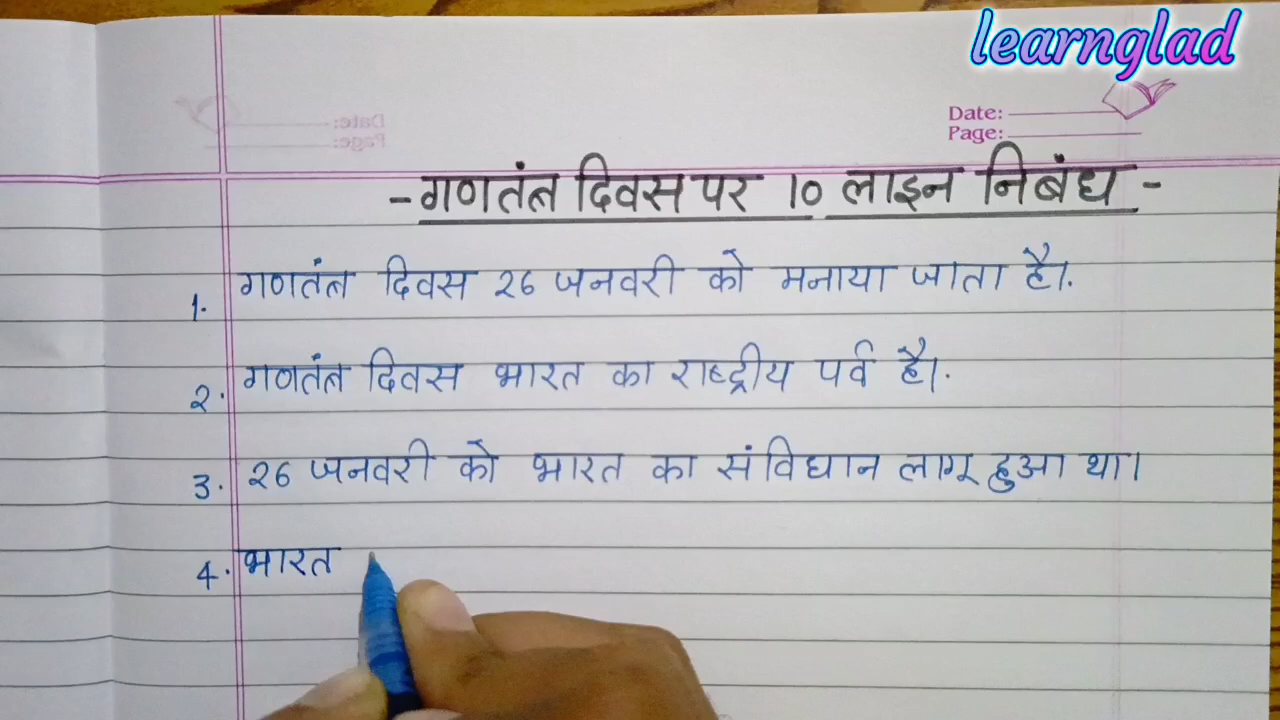 learnglad
Date:
Page:
-गणतंत्र दिवस पर 10 लाइन निबंध-
1. गणतंत्र दिवस 26 जनवरी को मनाया जाता है।.
2. गणतंत्र दिवस भारत का राष्ट्रीय पर्व है।.
3. 26 जनवरी को भारत का संविधान लागू हुआ था।
4. भारत